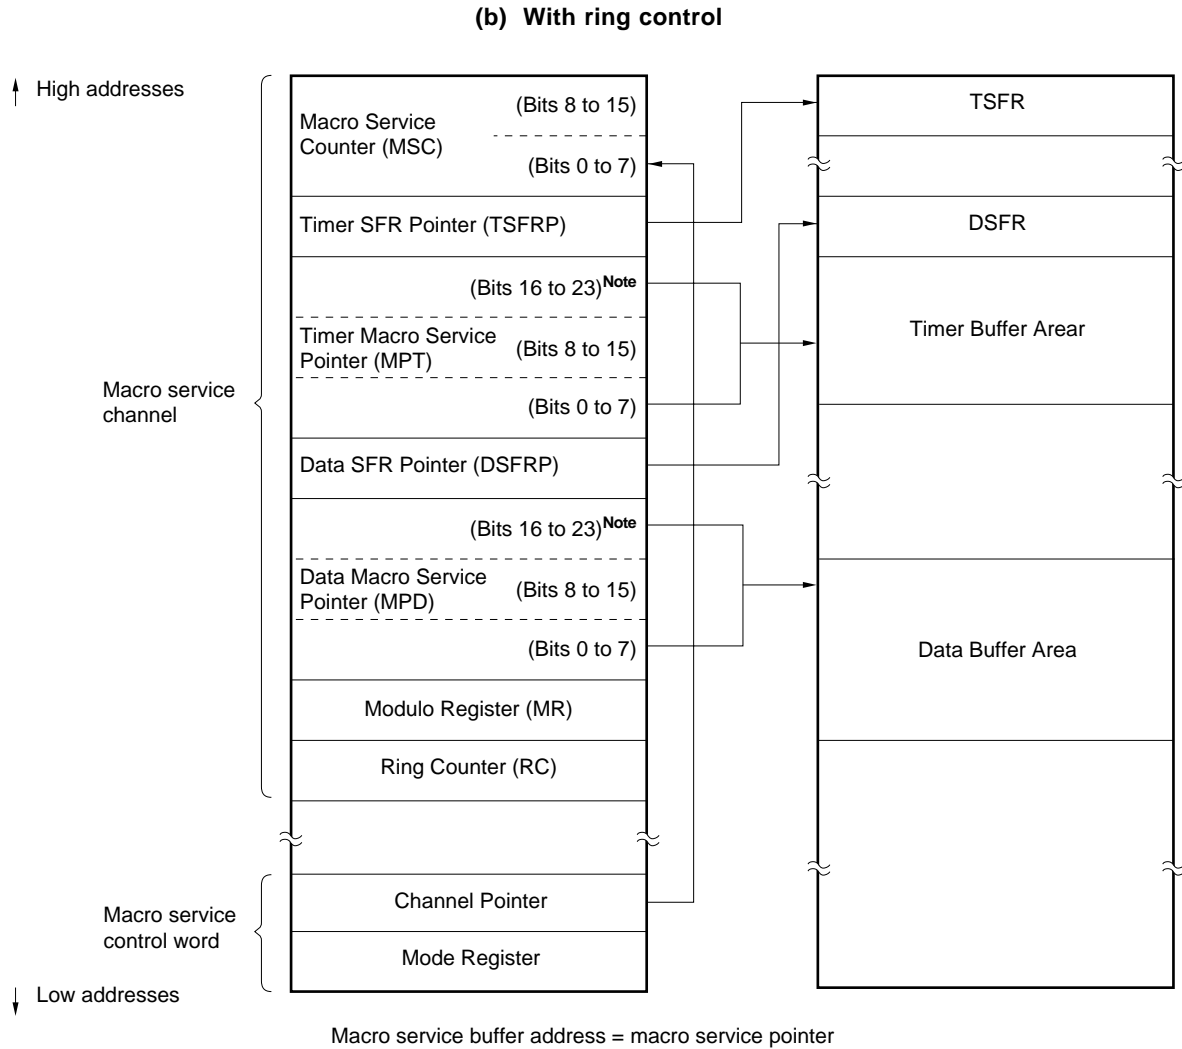 (b) With ring control
High addresses
Macro Service
Counter (MSC)
(Bits 8 to 15)
(Bits 0 to 7)
Timer SFR Pointer (TSFRP)
(Bits 16 to 23)Note
Timer Macro Service
Pointer (MPT)
(Bits 8 to 15)
(Bits 0 to 7)
Macro service
channel
Data SFR Pointer (DSFRP)
(Bits 16 to 23)Note
Data Macro Service
Pointer (MPD)
(Bits 8 to 15)
(Bits 0 to 7)
Modulo Register (MR)
Ring Counter (RC)
Channel Pointer
Macro service
control word
Mode Register
Low addresses
TSFR
DSFR
Timer Buffer Arear
Data Buffer Area
Macro service buffer address = macro service pointer